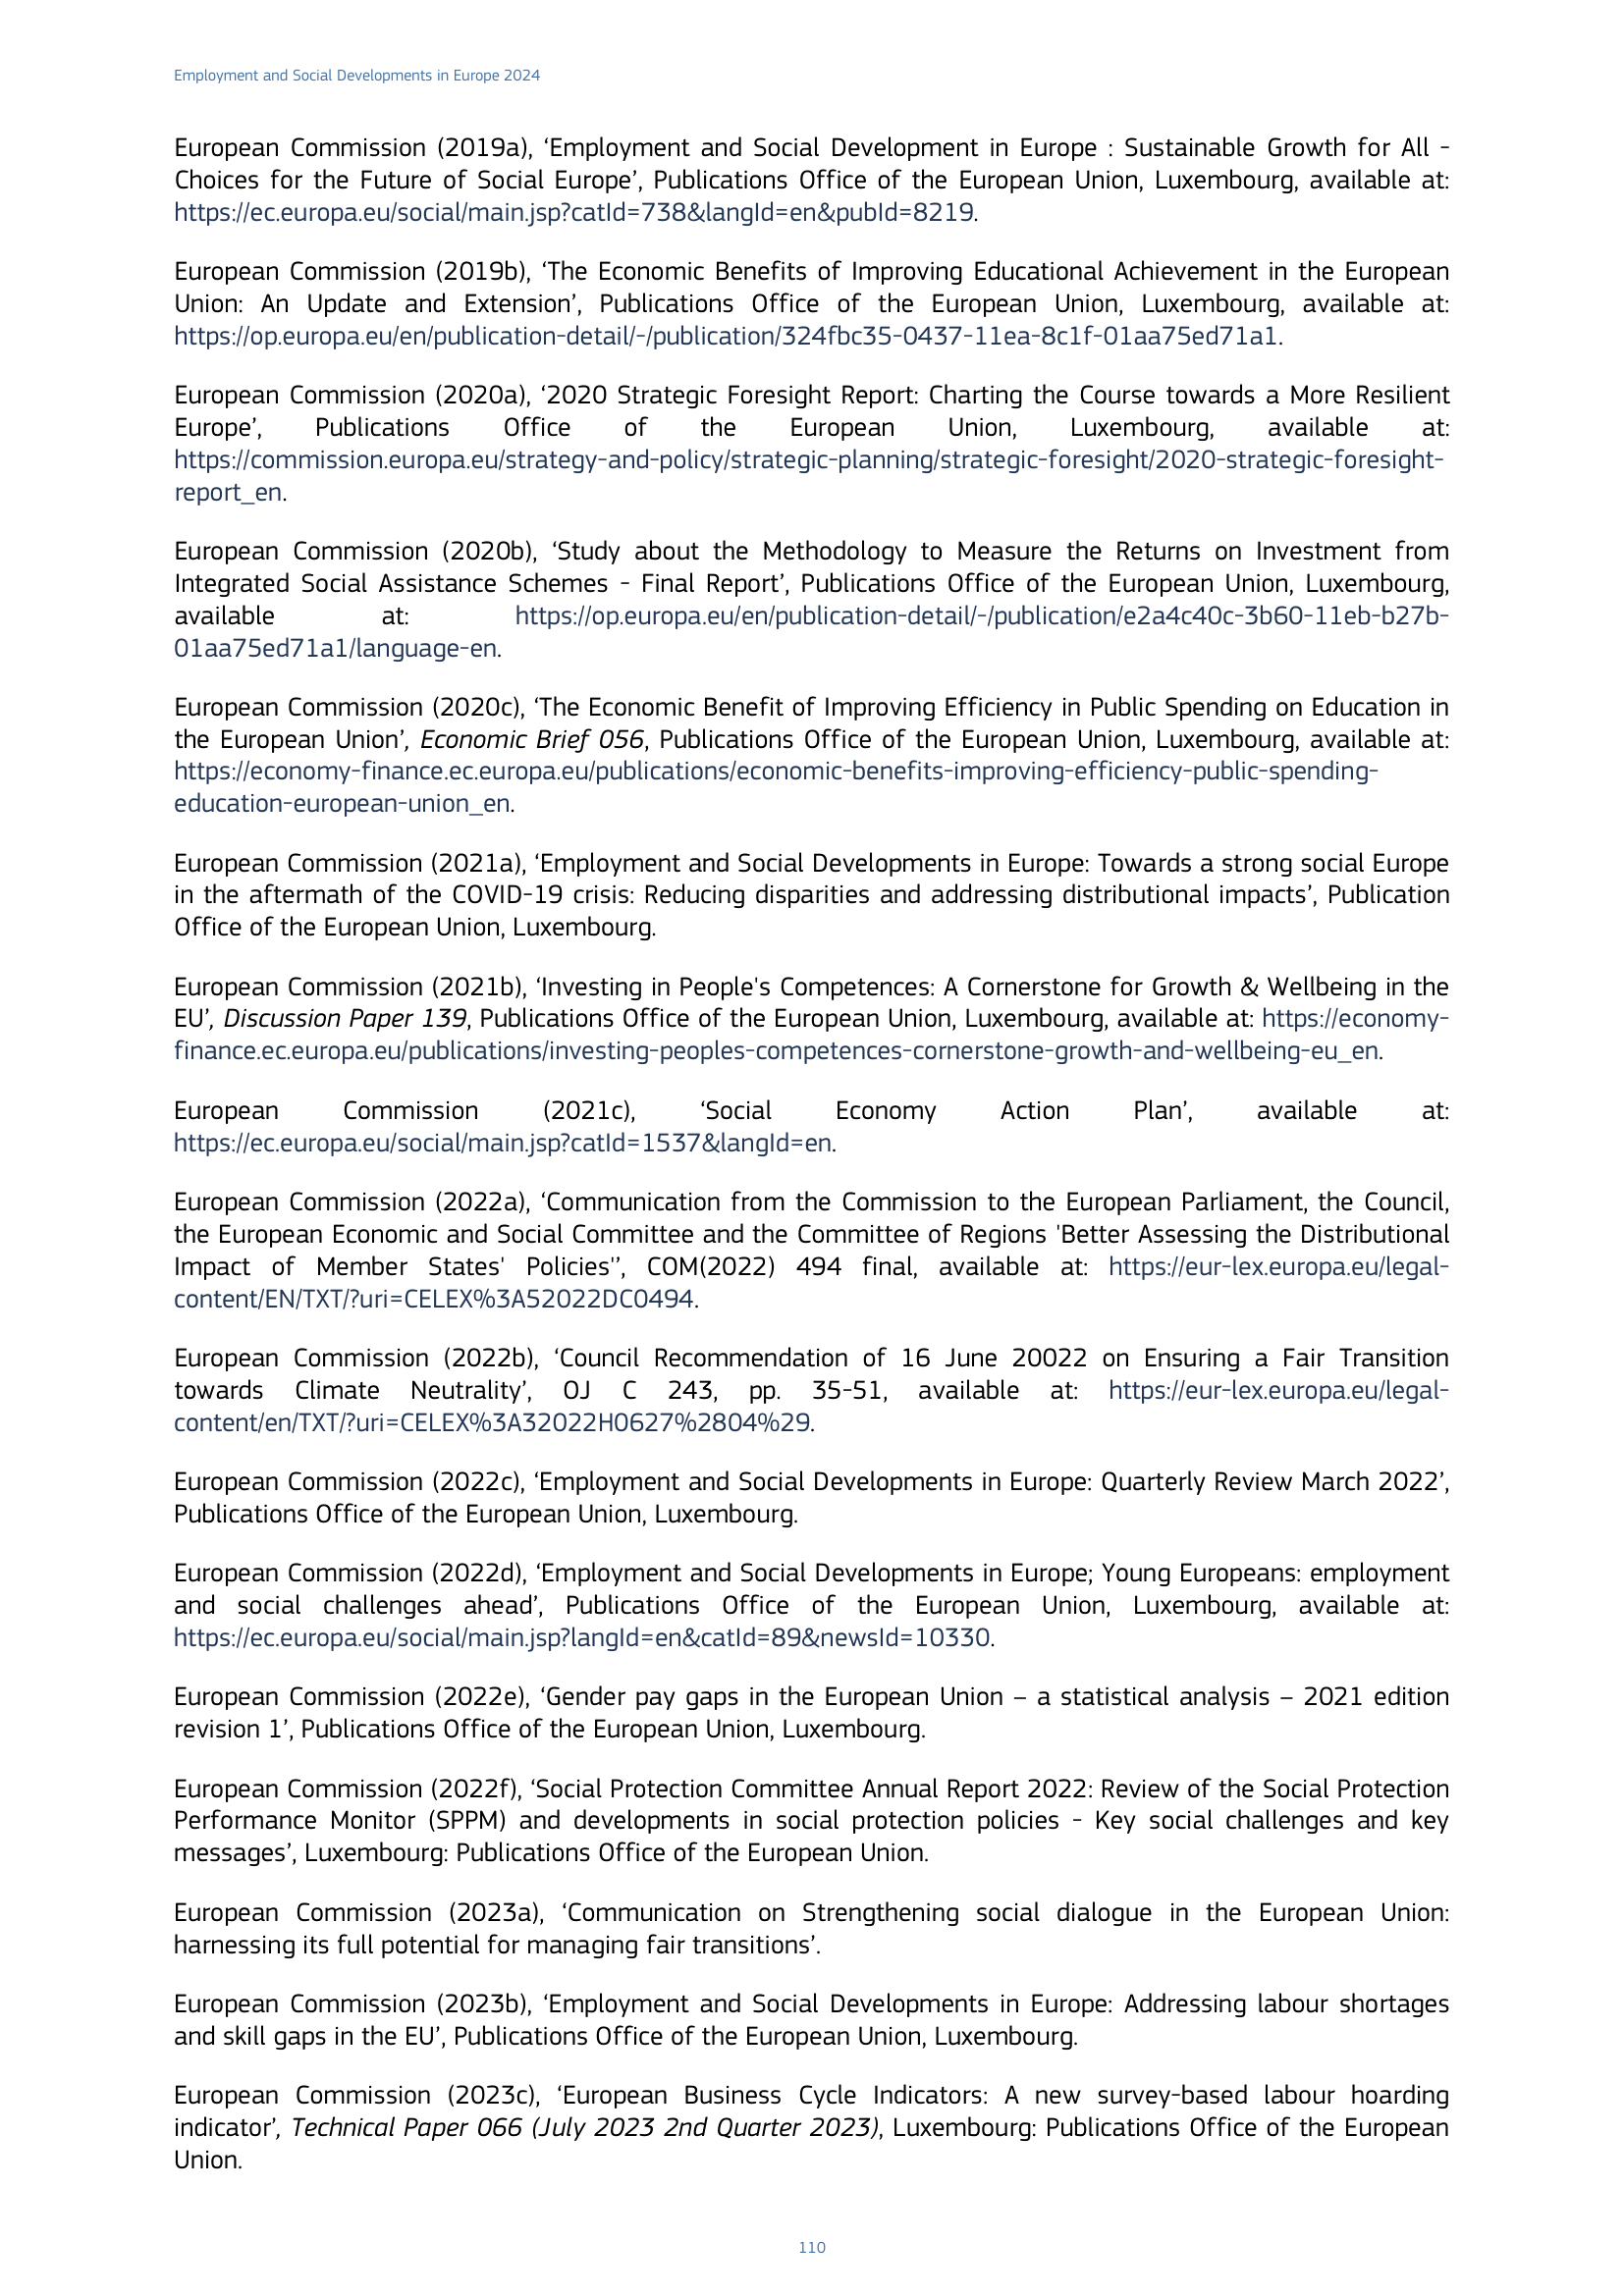 Employment and Social Developments in Europe 2024
European Commission (2019a), ‘Employment and Social Development in Europe : Sustainable Growth for All -
Choices for the Future of Social Europe’, Publications Office of the European Union, Luxembourg, available at:
https://ec.europa.eu/social/main.jsp?catId=738&langId=en&pubId=8219.
European Commission (2019b), ‘The Economic Benefits of Improving Educational Achievement in the European
Union: An Update and Extension’, Publications Office of the European Union, Luxembourg, available at:
https://op.europa.eu/en/publication-detail/-/publication/324fbc35-0437-11ea-8c1f-01aa75ed71a1.
European Commission (2020a), ‘2020 Strategic Foresight Report: Charting the Course towards a More Resilient
Europe’, Publications Office of the European Union, Luxembourg, available at:
https://commission.europa.eu/strategy-and-policy/strategic-planning/strategic-foresight/2020-strategic-foresight-
report_en.
European Commission (2020b), ‘Study about the Methodology to Measure the Returns on Investment from
Integrated Social Assistance Schemes - Final Report’, Publications Office of the European Union, Luxembourg,
available at: https://op.europa.eu/en/publication-detail/-/publication/e2a4c40c-3b60-11eb-b27b-
01aa75ed71a1/language-en.
European Commission (2020c), ‘The Economic Benefit of Improving Efficiency in Public Spending on Education in
the European Union’, Economic Brief 056, Publications Office of the European Union, Luxembourg, available at:
https://economy-finance.ec.europa.eu/publications/economic-benefits-improving-efficiency-public-spending-
education-european-union_en.
European Commission (2021a), ‘Employment and Social Developments in Europe: Towards a strong social Europe
in the aftermath of the COVID-19 crisis: Reducing disparities and addressing distributional impacts’, Publication
Office of the European Union, Luxembourg.
European Commission (2021b), ‘Investing in People's Competences: A Cornerstone for Growth & Wellbeing in the
EU’, Discussion Paper 139, Publications Office of the European Union, Luxembourg, available at: https://economy-
finance.ec.europa.eu/publications/investing-peoples-competences-cornerstone-growth-and-wellbeing-eu_en.
European Commission (2021c), ‘Social Economy Action Plan’, available at:
https://ec.europa.eu/social/main.jsp?catId=1537&langId=en.
European Commission (2022a), ‘Communication from the Commission to the European Parliament, the Council,
the European Economic and Social Committee and the Committee of Regions 'Better Assessing the Distributional
Impact of Member States' Policies'’, COM(2022) 494 final, available at: https://eur-lex.europa.eu/legal-
content/EN/TXT/?uri=CELEX%3A52022DC0494.
European Commission (2022b), ‘Council Recommendation of 16 June 20022 on Ensuring a Fair Transition
towards Climate Neutrality’, OJ C 243, pp. 35-51, available at: https://eur-lex.europa.eu/legal-
content/en/TXT/?uri=CELEX%3A32022H0627%2804%29.
European Commission (2022c), ‘Employment and Social Developments in Europe: Quarterly Review March 2022’,
Publications Office of the European Union, Luxembourg.
European Commission (2022d), ‘Employment and Social Developments in Europe; Young Europeans: employment
and social challenges ahead’, Publications Office of the European Union, Luxembourg, available at:
https://ec.europa.eu/social/main.jsp?langId=en&catId=89&newsId=10330.
European Commission (2022e), ‘Gender pay gaps in the European Union – a statistical analysis – 2021 edition
revision 1’, Publications Office of the European Union, Luxembourg.
European Commission (2022f), ‘Social Protection Committee Annual Report 2022: Review of the Social Protection
Performance Monitor (SPPM) and developments in social protection policies - Key social challenges and key
messages’, Luxembourg: Publications Office of the European Union.
European Commission (2023a), ‘Communication on Strengthening social dialogue in the European Union:
harnessing its full potential for managing fair transitions’.
European Commission (2023b), ‘Employment and Social Developments in Europe: Addressing labour shortages
and skill gaps in the EU’, Publications Office of the European Union, Luxembourg.
European Commission (2023c), ‘European Business Cycle Indicators: A new survey-based labour hoarding
indicator’, Technical Paper 066 (July 2023 2nd Quarter 2023), Luxembourg: Publications Office of the European
Union.
110